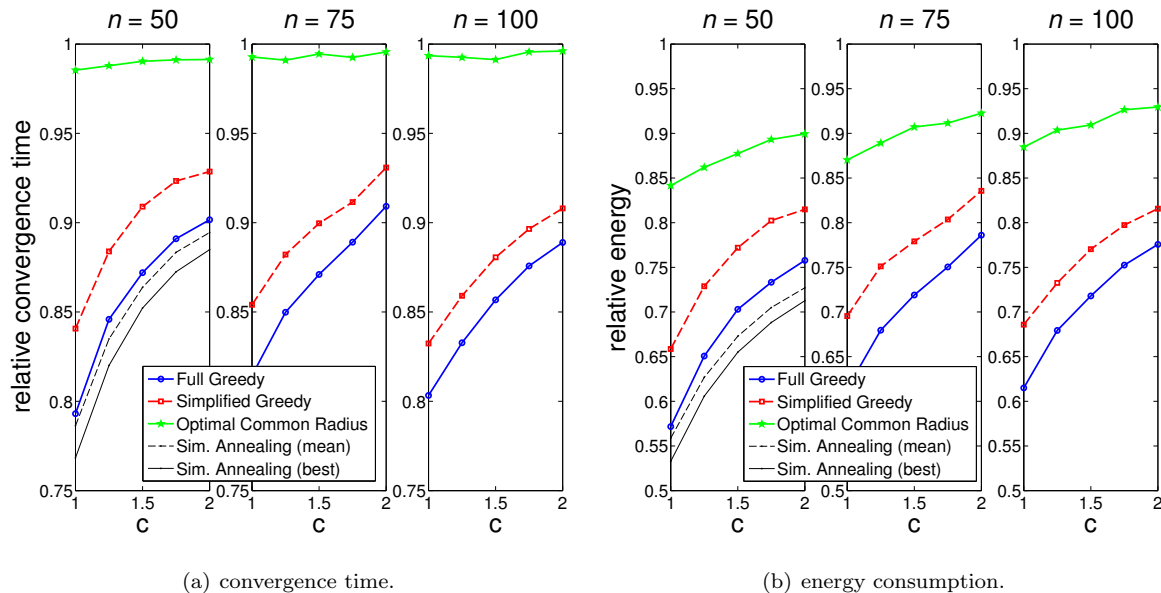 n = 50
n = 75
n = 100
relative convergence time
1
0.95
0.9
0.85
0.8
0.75
1
1.5
2
c
1
0.95
0.9
0.85
0.75
1
1.5
2
c
1
0.95
0.9
0.85
0.8
0.75
1
1.5
2
c
Full Greedy
Simplified Greedy
Optimal Common Radius
Sim. Annealing (mean)
Sim. Annealing (best)
(a) convergence time.
n = 50
n = 75
n = 100
relative energy
1
0.95
0.9
0.85
0.8
0.75
0.7
0.65
0.6
0.55
0.5
1
1.5
2
c
1
0.95
0.9
0.85
0.8
0.75
0.7
0.65
0.5
1
1.5
2
c
1
0.95
0.9
0.85
0.8
0.75
0.7
0.65
0.6
0.55
0.5
1
1.5
2
c
Full Greedy
Simplified Greedy
Optimal Common Radius
Sim. Annealing (mean)
Sim. Annealing (best)
(b) energy consumption.